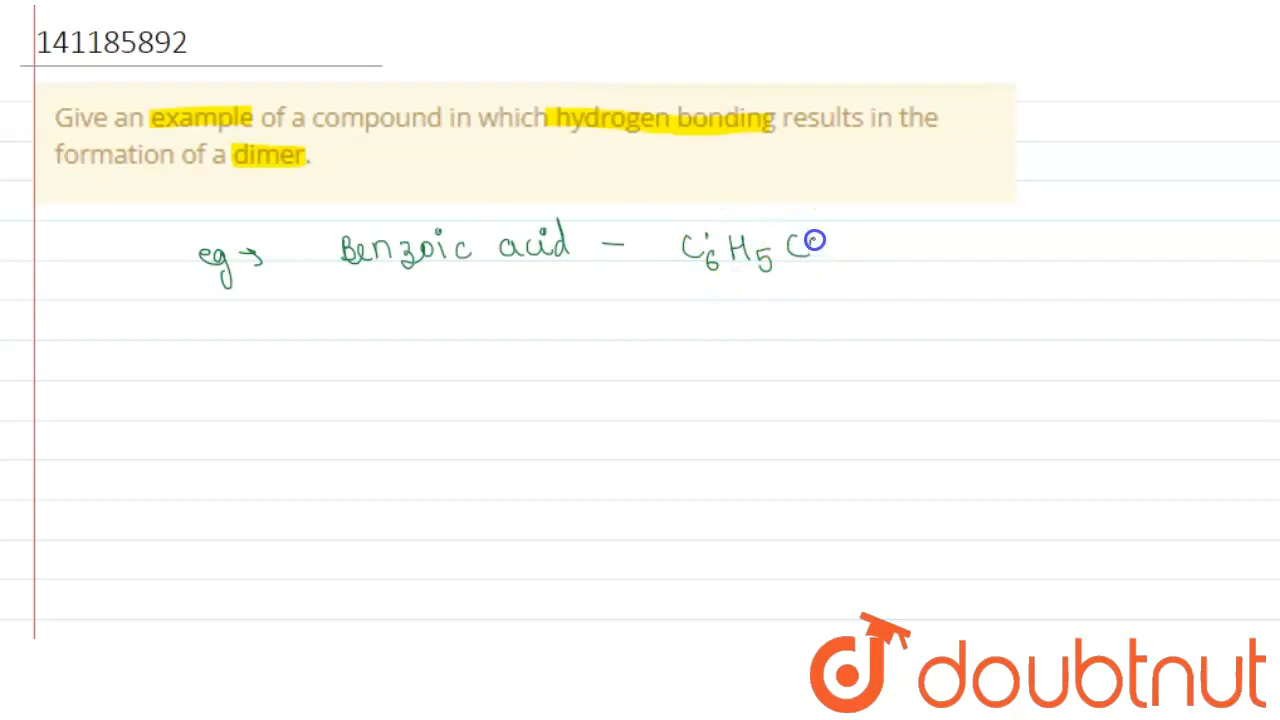 141185892
Give an example of a compound in which hydrogen bonding results in the
formation of a dimer.
eg → Benzoic acid – C6H5CO
doubtnut